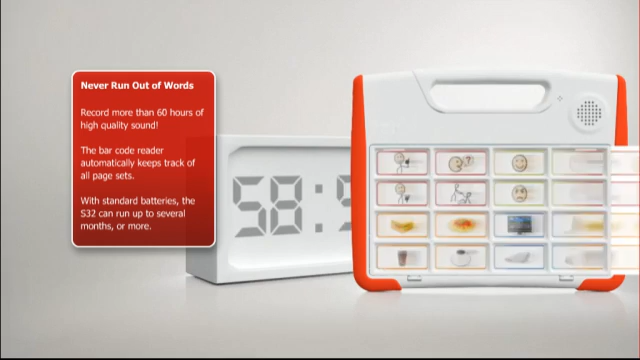 Never Run Out of Words
Record more than 60 hours of
high quality sound!
The bar code reader
automatically keeps track of
all page sets.
With standard batteries, the
S32 can run up to several
months, or more.
58: